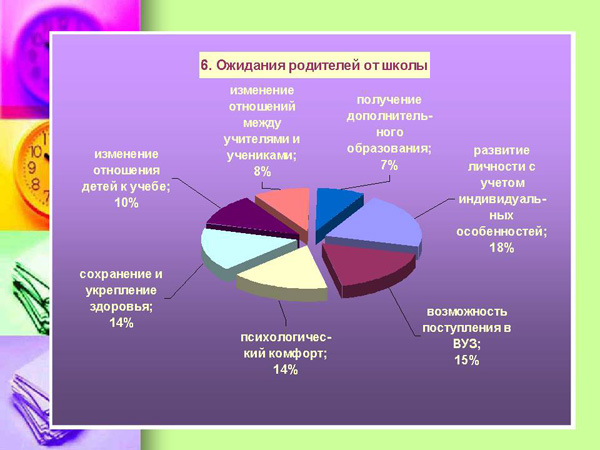 6. Ожидания родителей от школы
изменение
отношений
между
учителями и
учениками;
8%
получение
дополнитель-
ного
образования;
7%
развитие
личности с
учетом
индивидуаль-
ных
особенностей;
18%
возможность
поступления в
ВУЗ;
15%
психологичес-
кий комфорт;
14%
сохранение и
укрепление
здоровья;
14%
изменение
отношения
детей к учебе;
10%